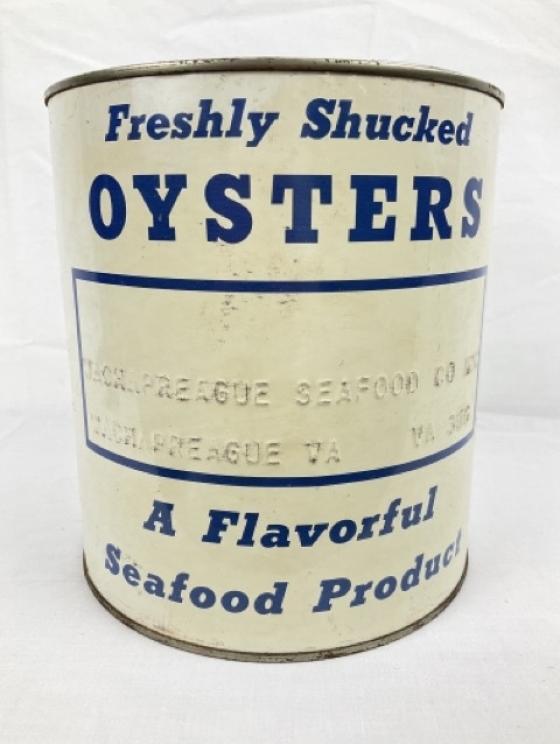 Freshly Shucked
OYSTERS
WACHAPREAGUE SEAFOOD CO
WACHAPREAGUE VA VA
A Flavorful
Seafood Product